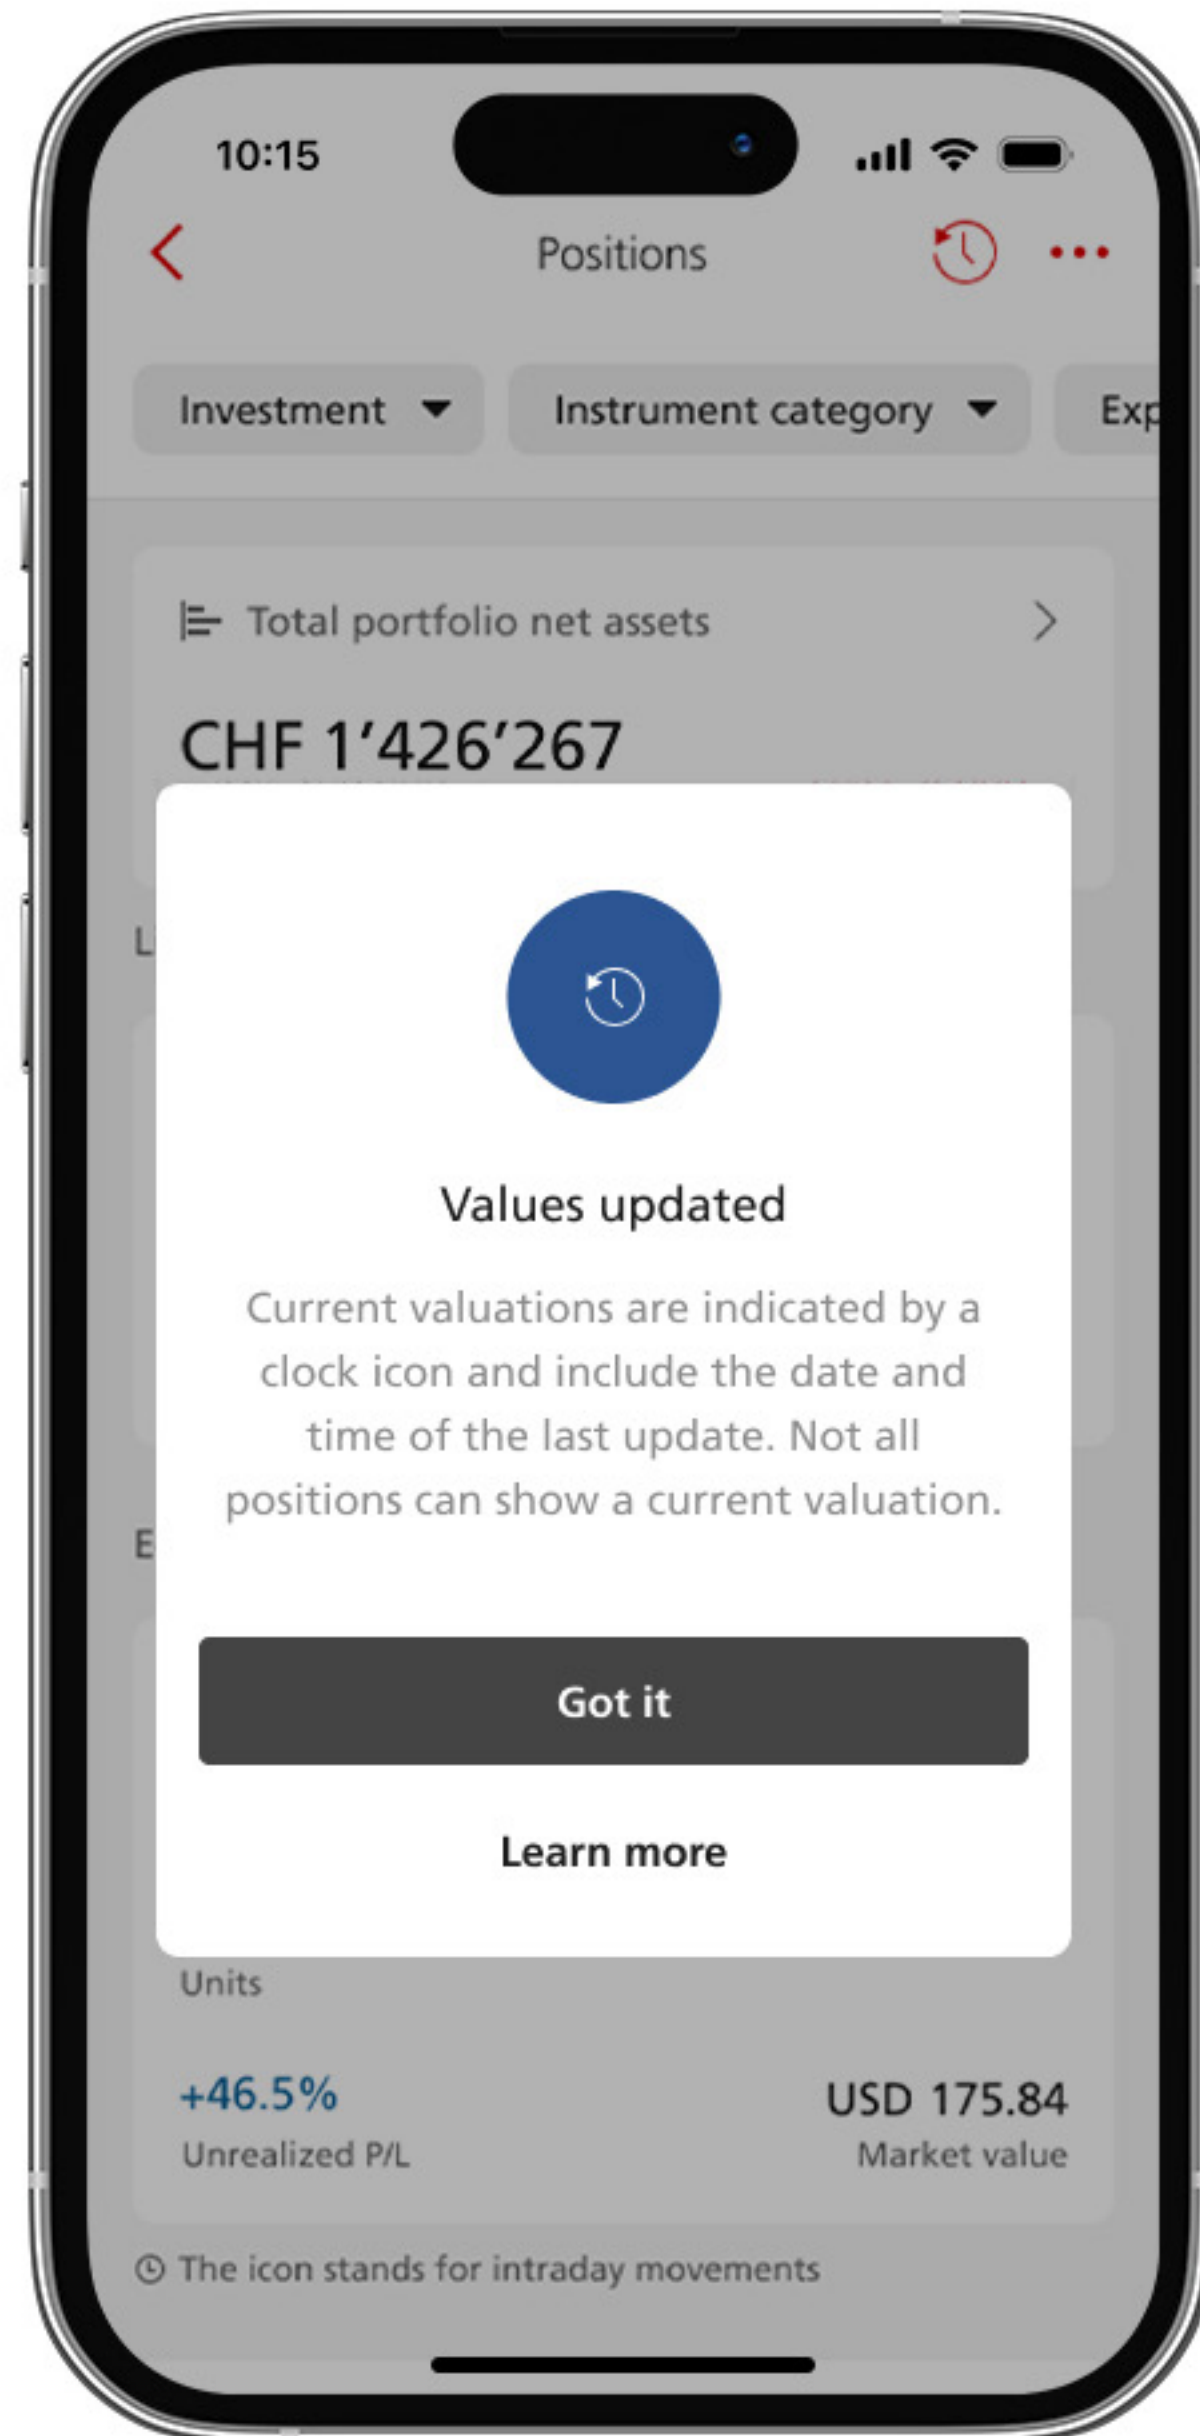 10:15
Positions
Investment
Instrument category
Exp
Total portfolio net assets
CHF 1’426’267
Values updated
Current valuations are indicated by a
clock icon and include the date and
time of the last update. Not all
positions can show a current valuation.
Got it
Learn more
Units
+46.5%
USD 175.84
Unrealized P/L
Market value
The icon stands for intraday movements